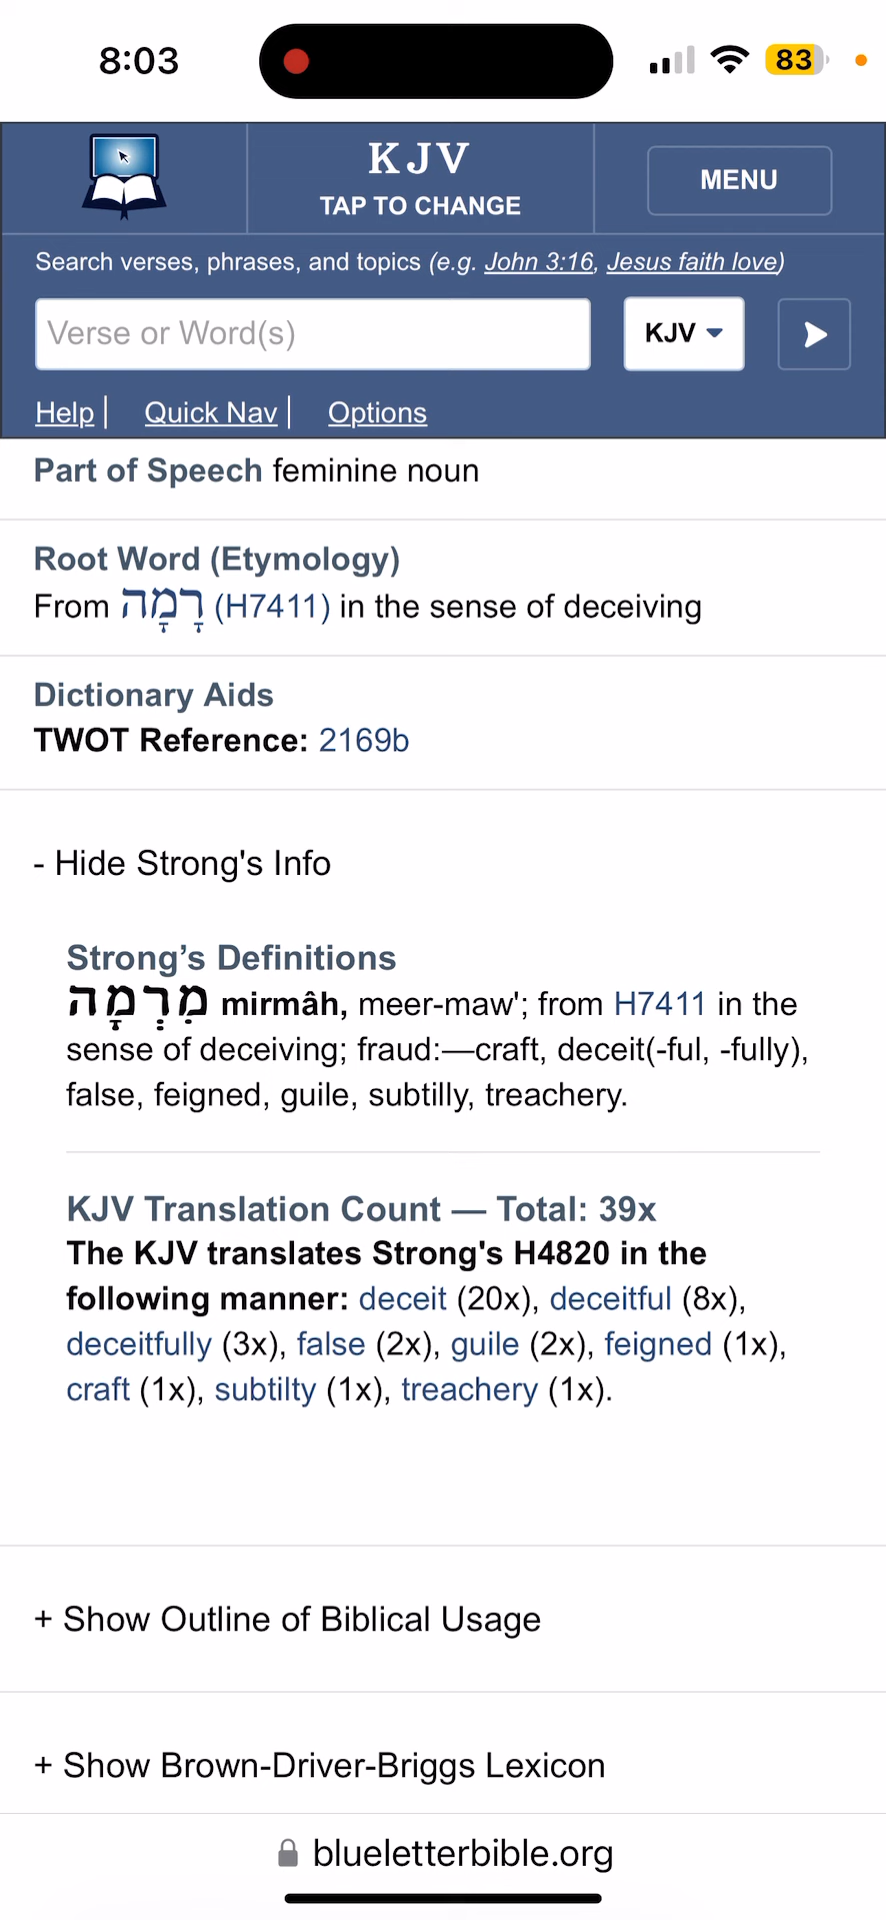 8:03
83
KJV
TAP TO CHANGE
MENU
Search verses, phrases, and topics (e.g. John 3:16, Jesus faith love)
Verse or Word(s)
KJV
Help | Quick Nav | Options
Part of Speech feminine noun
Root Word (Etymology)
From רָמָה (H7411) in the sense of deceiving
Dictionary Aids
TWOT Reference: 2169b
- Hide Strong's Info
Strong’s Definitions
מִרְמָה mirmâh, meer-maw'; from H7411 in the
sense of deceiving; fraud:—craft, deceit(-ful, -fully),
false, feigned, guile, subtilly, treachery.
KJV Translation Count — Total: 39x
The KJV translates Strong's H4820 in the
following manner: deceit (20x), deceitful (8x),
deceitfully (3x), false (2x), guile (2x), feigned (1x),
craft (1x), subtilty (1x), treachery (1x).
+ Show Outline of Biblical Usage
+ Show Brown-Driver-Briggs Lexicon
blueletterbible.org